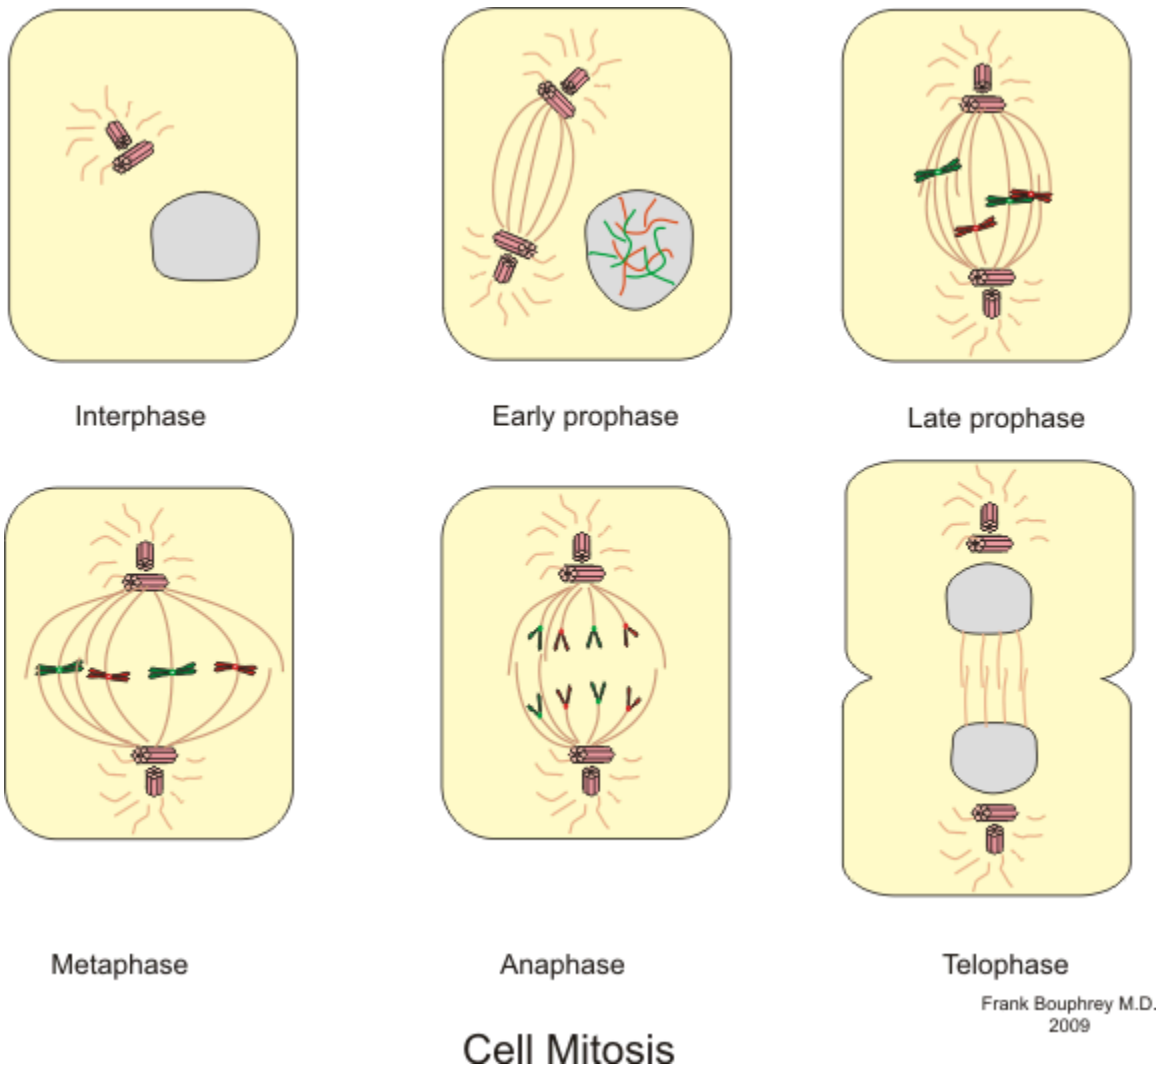 Interphase
Early prophase
Late prophase
Metaphase
Anaphase
Telophase
Frank Bouphrey M.D.
2009
Cell Mitosis